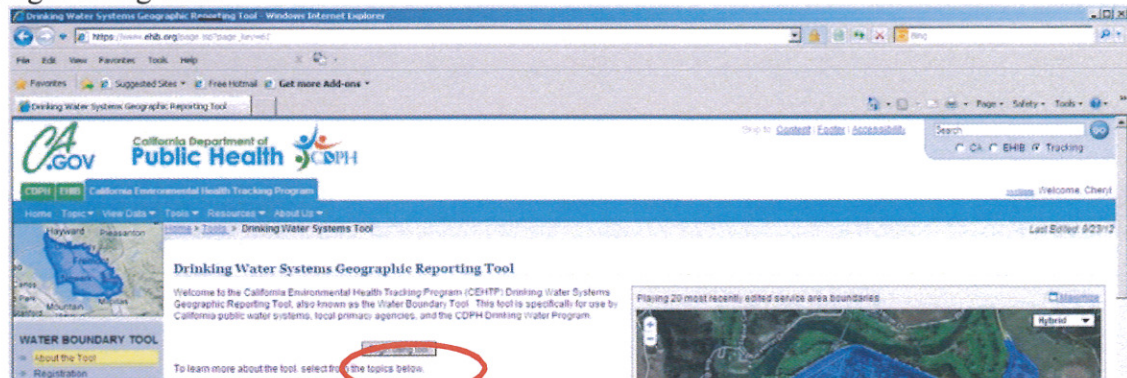 Drinking Water Systems Geographic Reporting Tool - Windows Internet Explorer
File Edit View Favorites Tools Help
Favorites Suggested Sites Free Hotmail Get more Add-ons
Drinking Water Systems Geographic Reporting Tool
Page Safety Tools
Skip to: Content | Footer | Accessibility
Search
GO
CA EHIB Tracking
CA.GOV
California Department of
Public Health
CDPH
CDPH EHIB California Environmental Health Tracking Program
Welcome, Cheryl
Home Topic View Data Tools Resources About Us
Home > Tools > Drinking Water Systems Tool
Last Edited: 9/23/12
Hayward Pleasanton
Mountain Milpitas
Drinking Water Systems Geographic Reporting Tool
Welcome to the California Environmental Health Tracking Program (CEHTP) Drinking Water Systems
Geographic Reporting Tool, also known as the Water Boundary Tool. This tool is specifically for use by
California public water systems, local primacy agencies, and the CDPH Drinking Water Program.
Playing 20 most recently edited service area boundaries
Maximize
Hybrid
WATER BOUNDARY TOOL
About the Tool
Registration
Begin using tool
To learn more about the tool, select from the topics below.